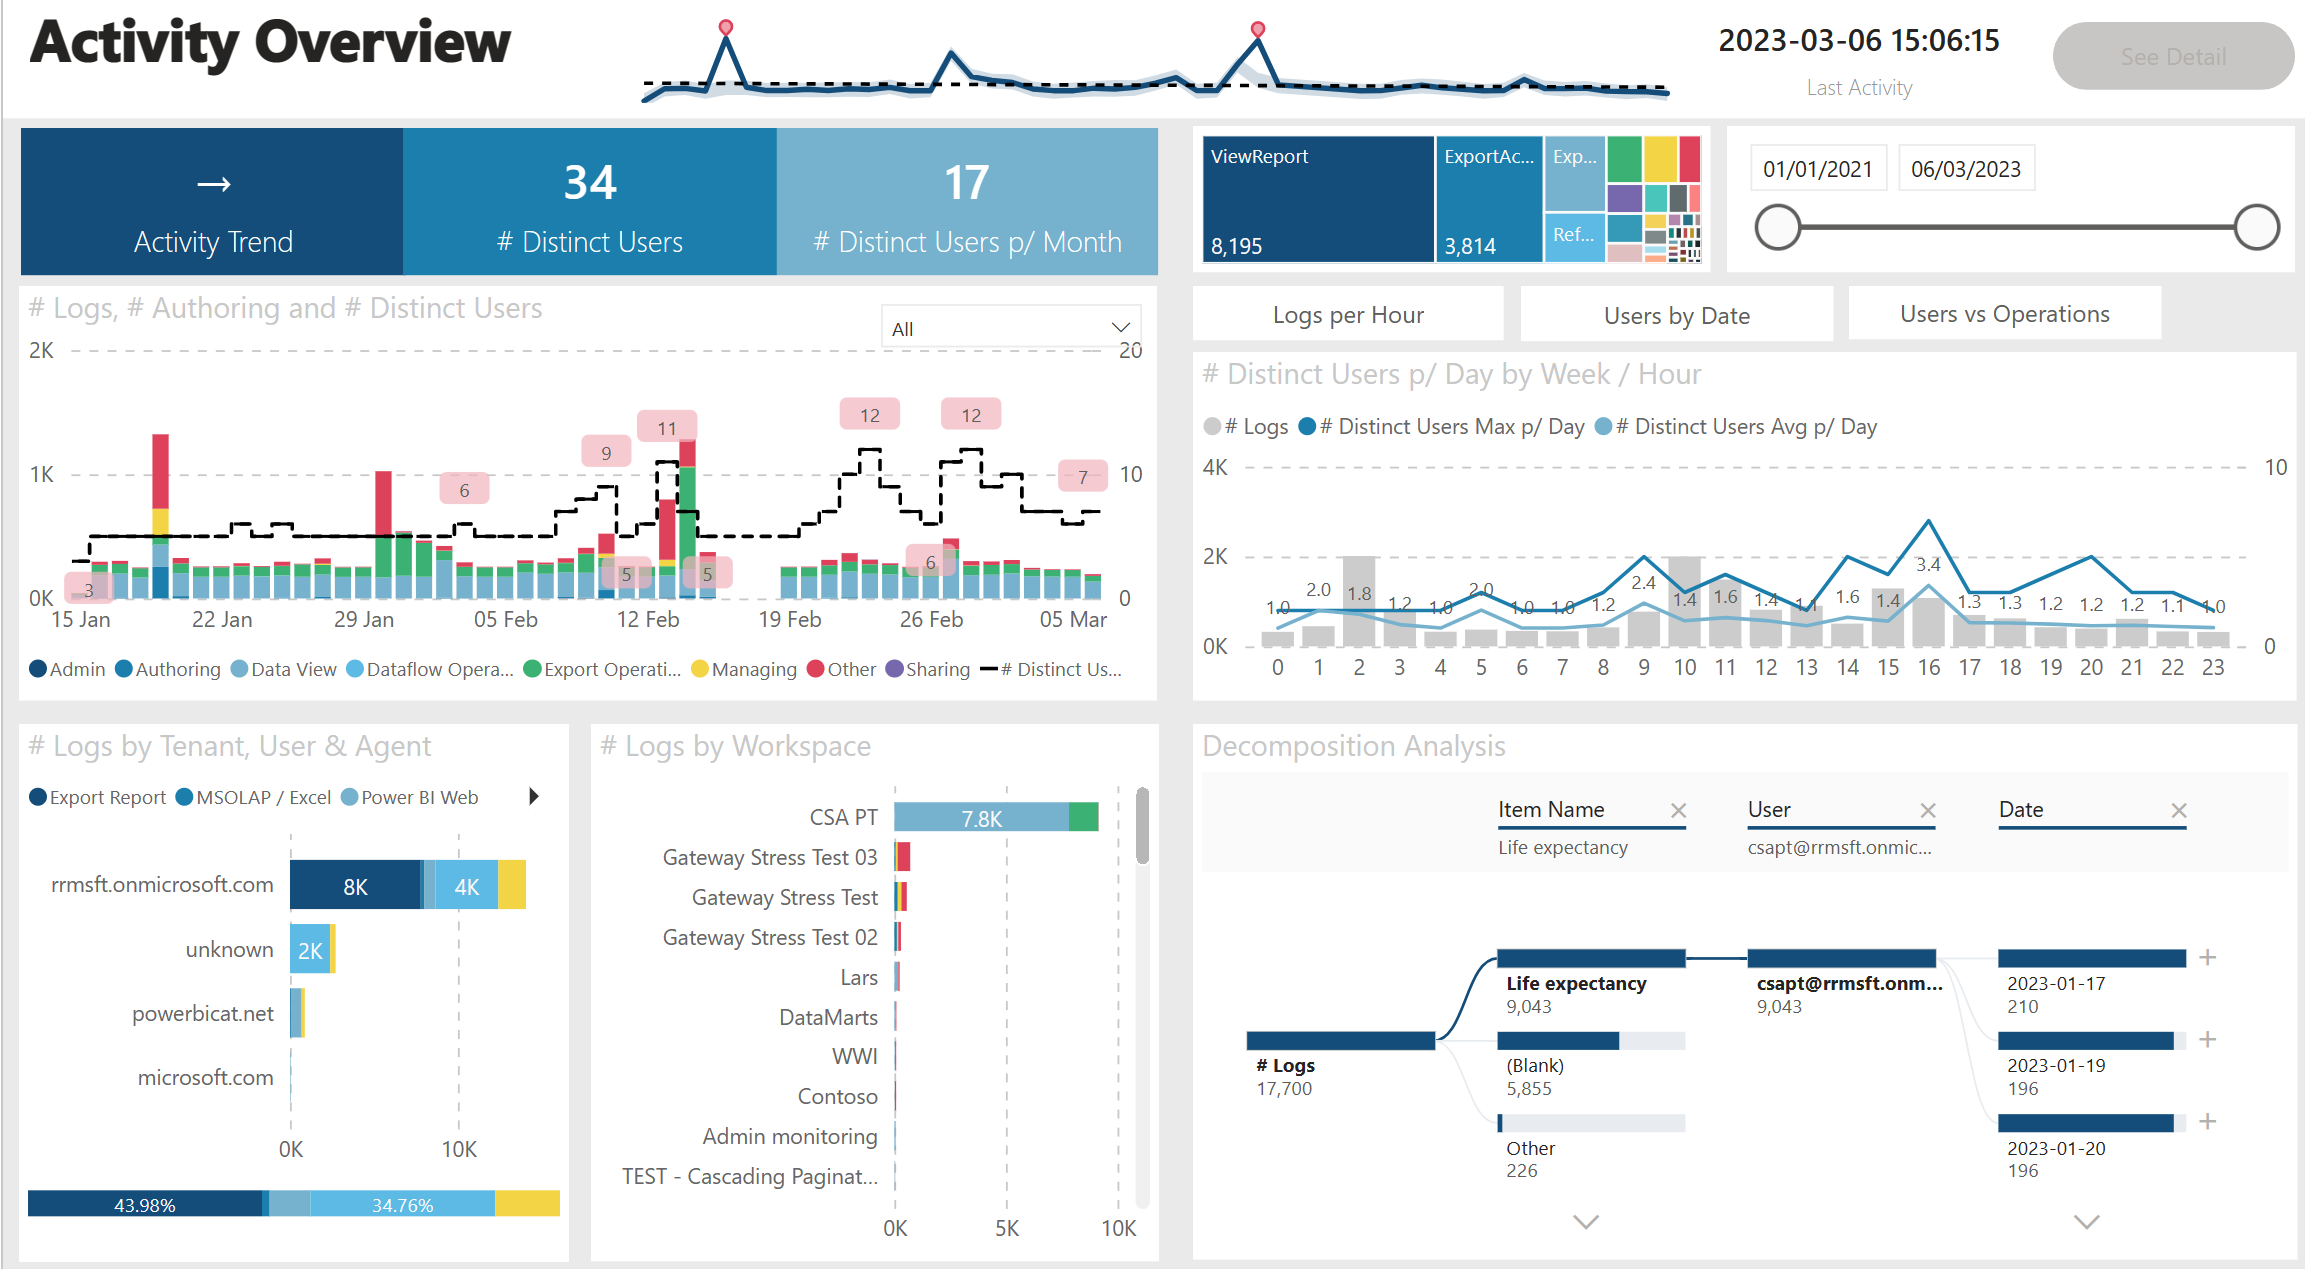 Activity Overview
2023-03-06 15:06:15
Last Activity
See Detail
→
Activity Trend
34
# Distinct Users
17
# Distinct Users p/ Month
ViewReport
8,195
ExportAc...
3,814
Exp...
Ref...
01/01/2021
06/03/2023
# Logs, # Authoring and # Distinct Users
All
2K
1K
0K
20
10
0
3
6
9
5
11
5
12
6
12
7
15 Jan
22 Jan
29 Jan
05 Feb
12 Feb
19 Feb
26 Feb
05 Mar
Admin
Authoring
Data View
Dataflow Opera...
Export Operati...
Managing
Other
Sharing
# Distinct Us...
Logs per Hour
Users by Date
Users vs Operations
# Distinct Users p/ Day by Week / Hour
# Logs
# Distinct Users Max p/ Day
# Distinct Users Avg p/ Day
4K
2K
0K
10
0
1.0
2.0
1.8
1.2
1.0
2.0
1.0
1.0
1.2
2.4
1.4
1.6
1.4
1.1
1.6
1.4
3.4
1.3
1.3
1.2
1.2
1.2
1.1
1.0
0 1 2 3 4 5 6 7 8 9 10 11 12 13 14 15 16 17 18 19 20 21 22 23
# Logs by Tenant, User & Agent
Export Report
MSOLAP / Excel
Power BI Web
rrmsft.onmicrosoft.com
8K
4K
unknown
2K
powerbicat.net
microsoft.com
0K
10K
43.98%
34.76%
# Logs by Workspace
CSA PT
7.8K
Gateway Stress Test 03
Gateway Stress Test
Gateway Stress Test 02
Lars
DataMarts
WWI
Contoso
Admin monitoring
TEST - Cascading Paginat...
0K
5K
10K
Decomposition Analysis
Item Name
Life expectancy
User
csapt@rrmsft.onmic...
Date
# Logs
17,700
Life expectancy
9,043
(Blank)
5,855
Other
226
csapt@rrmsft.onm...
9,043
2023-01-17
210
2023-01-19
196
2023-01-20
196